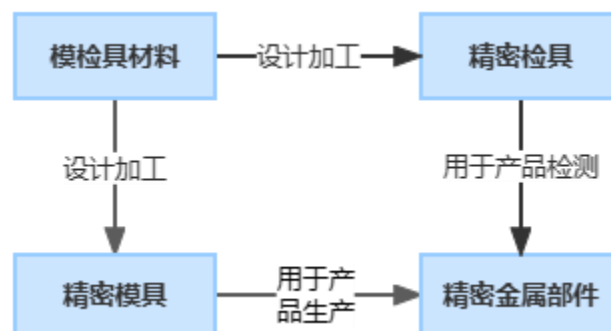 模检具材料
设计加工
精密检具
设计加工
用于产品检测
精密模具
用于产
品生产
精密金属部件